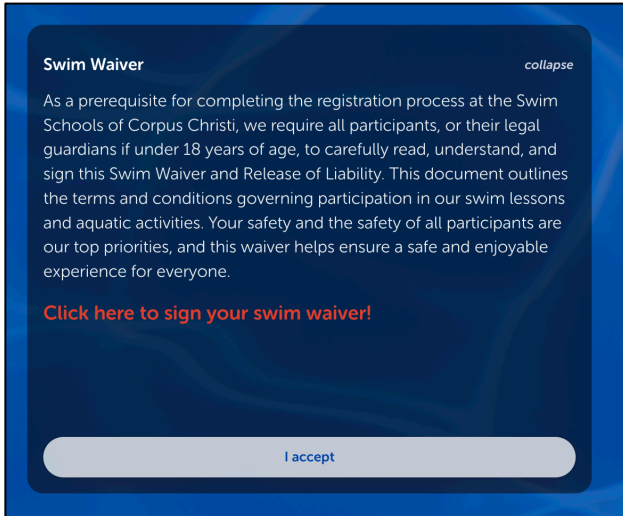 Swim Waiver
collapse
As a prerequisite for completing the registration process at the Swim
Schools of Corpus Christi, we require all participants, or their legal
guardians if under 18 years of age, to carefully read, understand, and
sign this Swim Waiver and Release of Liability. This document outlines
the terms and conditions governing participation in our swim lessons
and aquatic activities. Your safety and the safety of all participants are
our top priorities, and this waiver helps ensure a safe and enjoyable
experience for everyone.
Click here to sign your swim waiver!
I accept